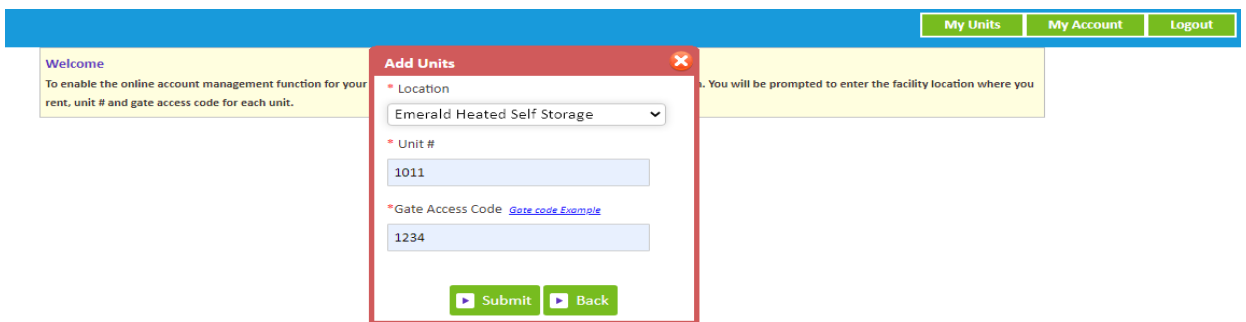 My Units My Account Logout
Welcome
To enable the online account management function for your
. You will be prompted to enter the facility location where you
rent, unit # and gate access code for each unit.
Add Units
* Location
Emerald Heated Self Storage
* Unit #
1011
*Gate Access Code Gate code Example
1234
Submit Back